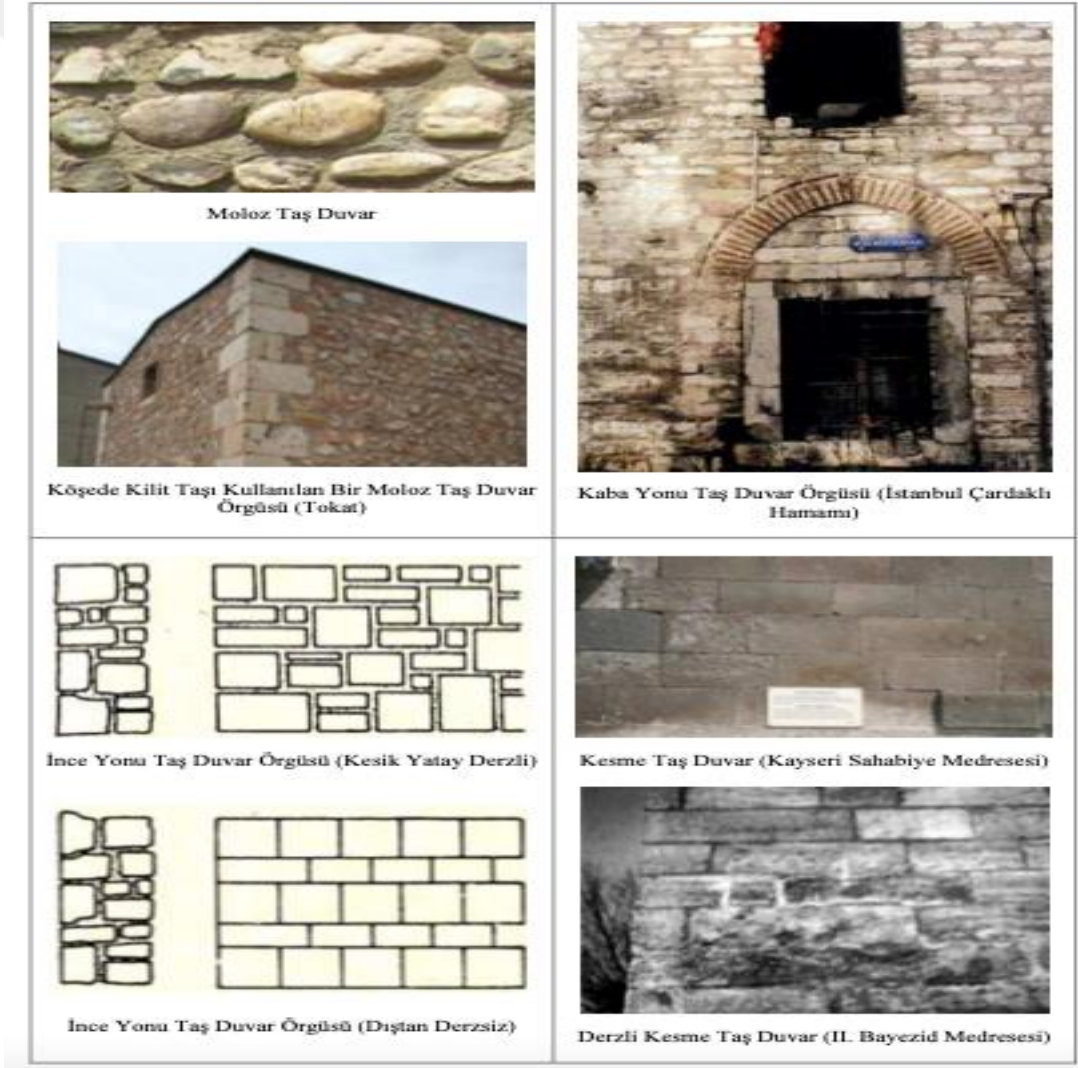 Moloz Taş Duvar
Köşede Kilit Taşı Kullanılan Bir Moloz Taş Duvar
Örgüsü (Tokat)
Kaba Yonu Taş Duvar Örgüsü (İstanbul Çardaklı
Hamamı)
İnce Yonu Taş Duvar Örgüsü (Kesik Yatay Derzli)
Kesme Taş Duvar (Kayseri Sahabiye Medresesi)
İnce Yonu Taş Duvar Örgüsü (Dıştan Derzsiz)
Derzli Kesme Taş Duvar (II. Bayezid Medresesi)